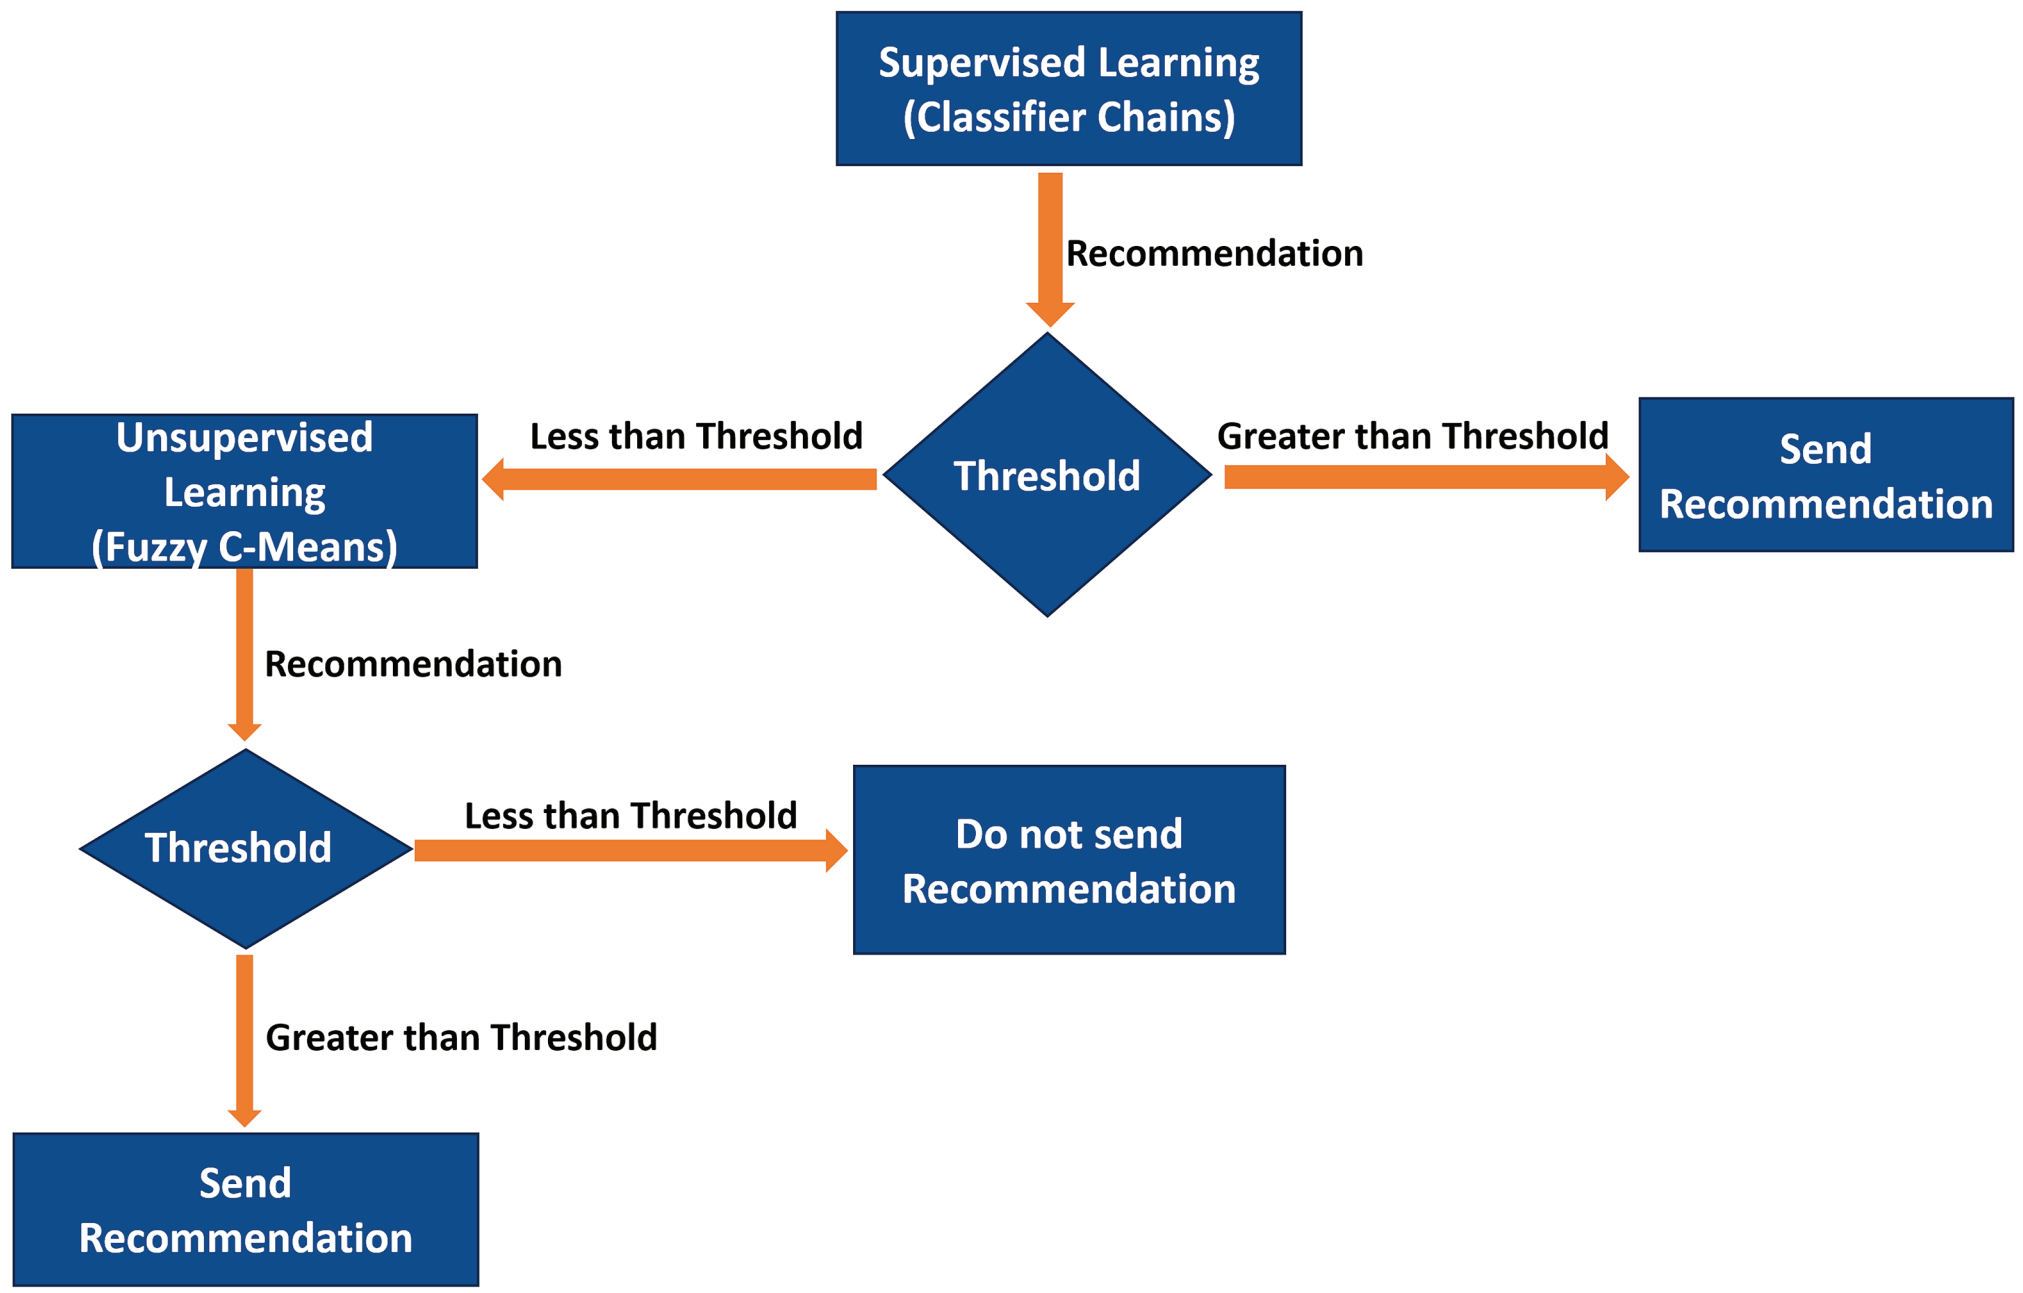 Supervised Learning
(Classifier Chains)
Recommendation
Less than Threshold
Threshold
Greater than Threshold
Send
Recommendation
Unsupervised
Learning
(Fuzzy C-Means)
Recommendation
Threshold
Less than Threshold
Do not send
Recommendation
Greater than Threshold
Send
Recommendation